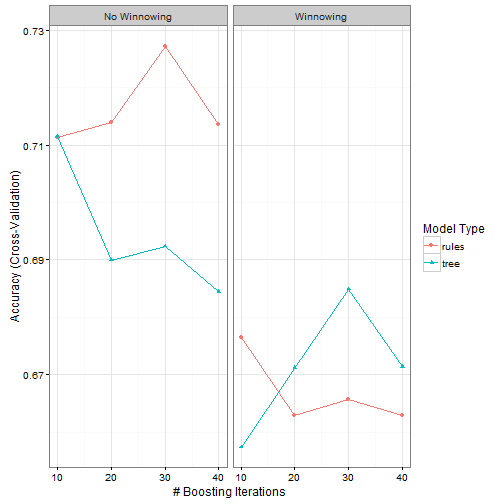 No Winnowing Winnowing
0.73
0.71
0.69
0.67
Accuracy (Cross-Validation)
10 20 30 40 10 20 30 40
# Boosting Iterations
Model Type
rules
tree